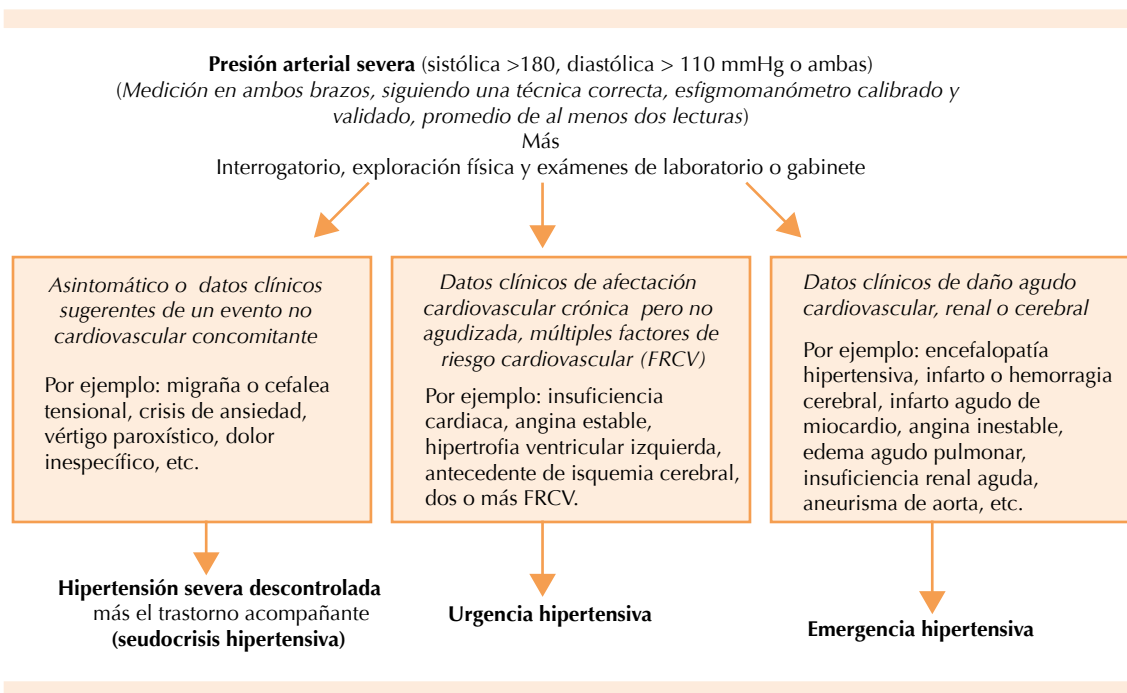 Presión arterial severa (sistólica >180, diastólica > 110 mmHg o ambas)
(Medición en ambos brazos, siguiendo una técnica correcta, esfigmomanómetro calibrado y
validado, promedio de al menos dos lecturas)
Más
Interrogatorio, exploración física y exámenes de laboratorio o gabinete
Asintomático o datos clínicos
sugerentes de un evento no
cardiovascular concomitante
Por ejemplo: migraña o cefalea
tensional, crisis de ansiedad,
vértigo paroxístico, dolor
inespecífico, etc.
Hipertensión severa descontrolada
más el trastorno acompañante
(seudocrisis hipertensiva)
Datos clínicos de afectación
cardiovascular crónica pero no
agudizada, múltiples factores de
riesgo cardiovascular (FRCV)
Por ejemplo: insuficiencia
cardiaca, angina estable,
hipertrofia ventricular izquierda,
antecedente de isquemia cerebral,
dos o más FRCV.
Urgencia hipertensiva
Datos clínicos de daño agudo
cardiovascular, renal o cerebral
Por ejemplo: encefalopatía
hipertensiva, infarto o hemorragia
cerebral, infarto agudo de
miocardio, angina inestable,
edema agudo pulmonar,
insuficiencia renal aguda,
aneurisma de aorta, etc.
Emergencia hipertensiva